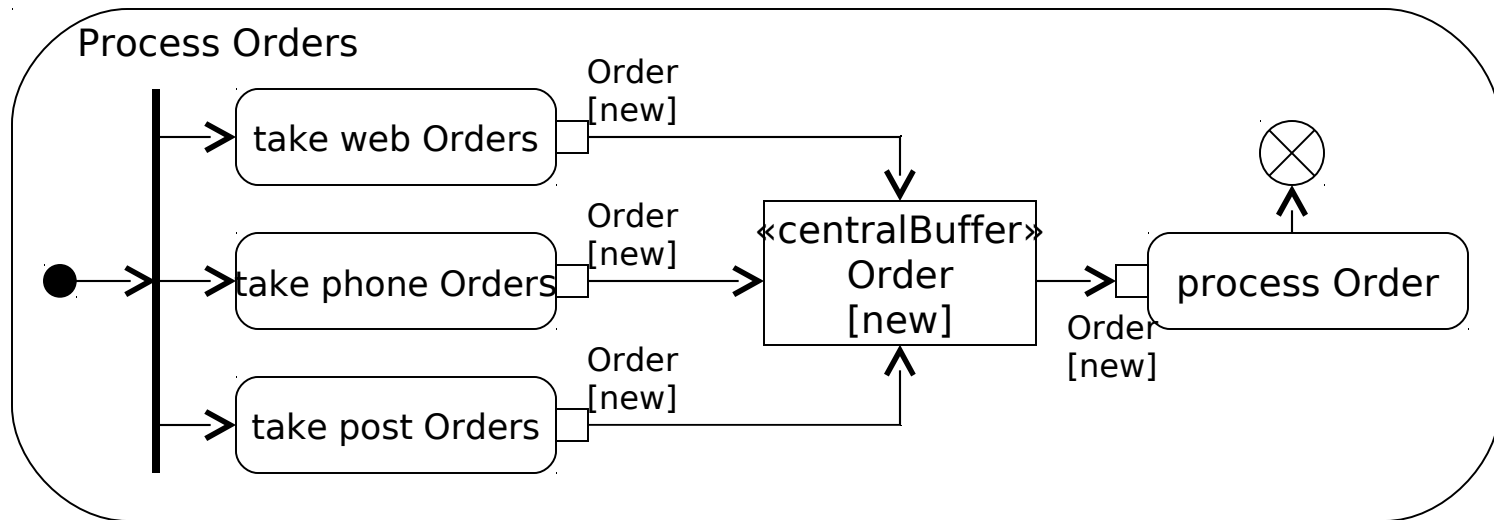 Process Orders
Order
[new]
take web Orders
Order
[new]
take phone Orders
«centralBuffer»
Order
[new]
process Order
Order
[new]
Order
[new]
take post Orders